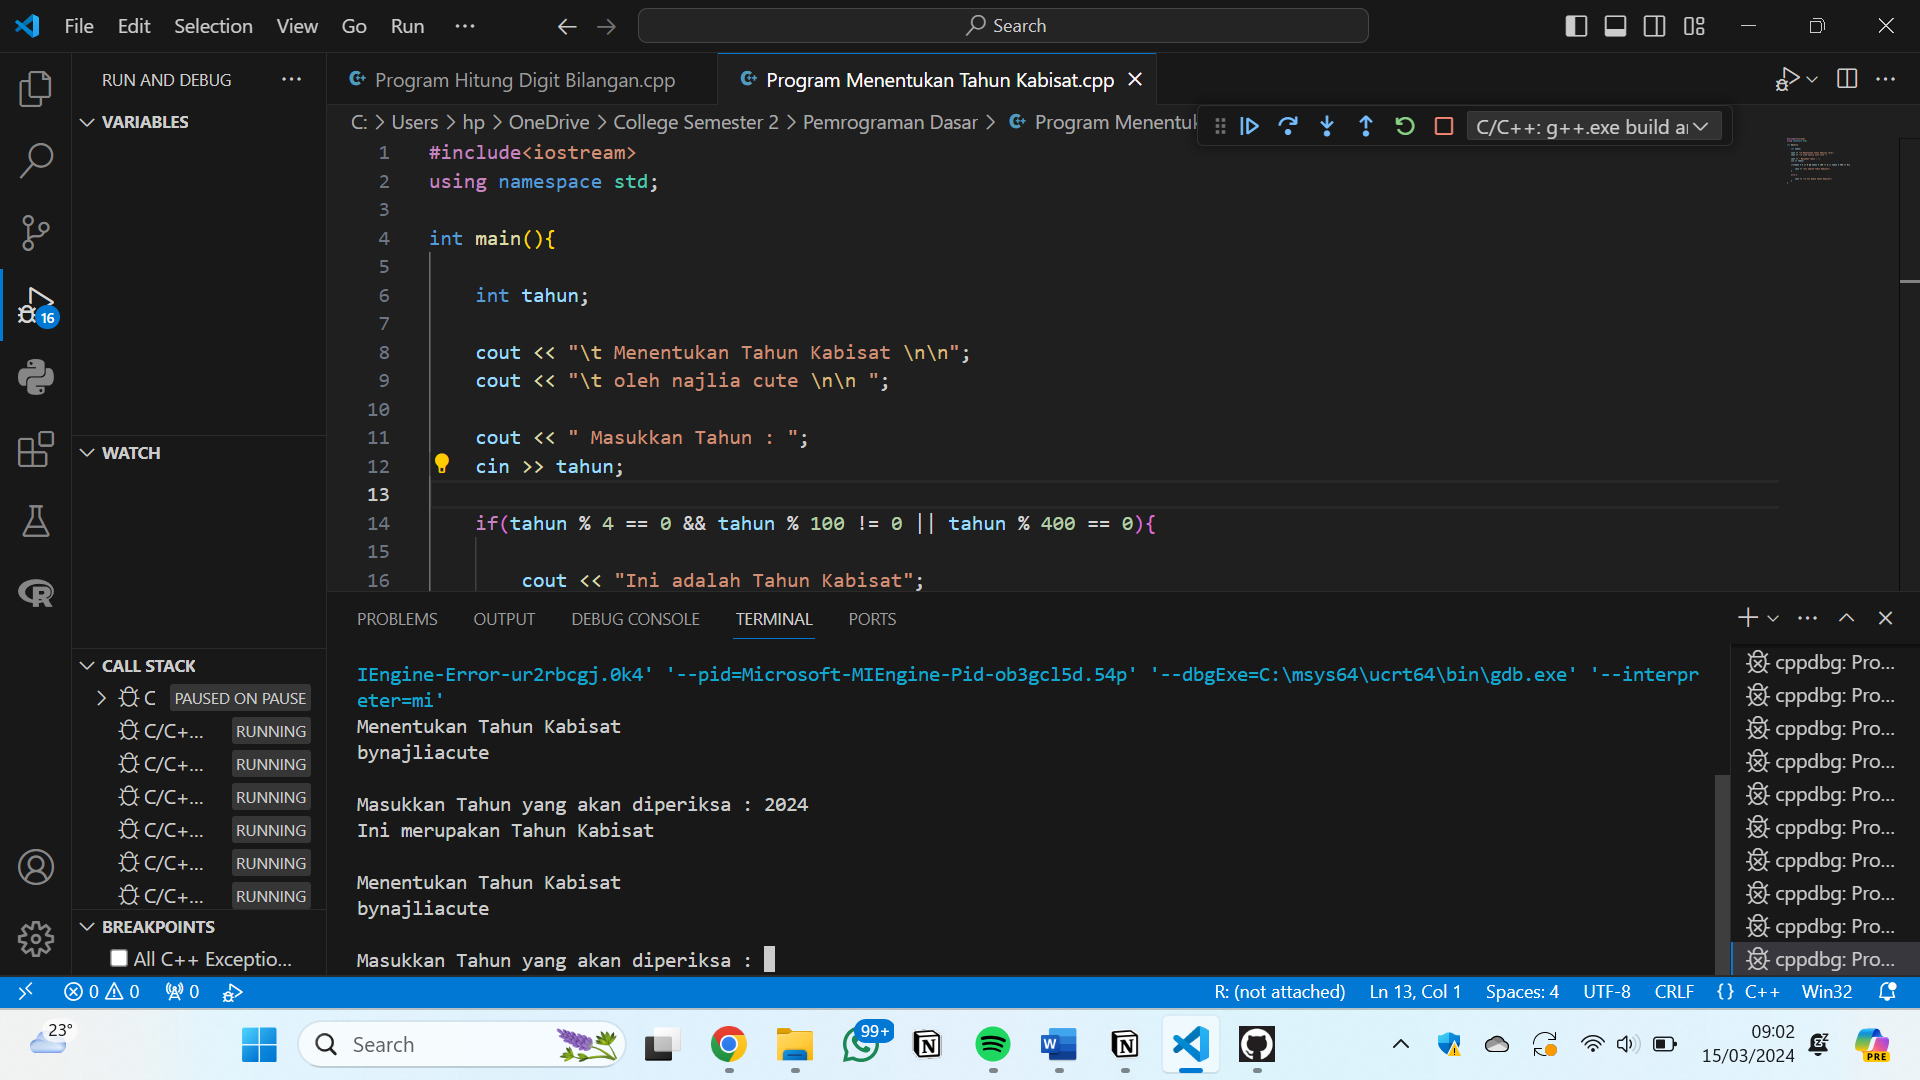 File Edit Selection View Go Run ··· Search
RUN AND DEBUG ···
Program Hitung Digit Bilangan.cpp
Program Menentukan Tahun Kabisat.cpp
C: > Users > hp > OneDrive > College Semester 2 > Pemrograman Dasar > Program Menentuk
C/C++: g++.exe build ar
VARIABLES
1 #include<iostream>
2 using namespace std;
3
4 int main(){
5
6 int tahun;
7
8 cout << "\t Menentukan Tahun Kabisat \n\n";
9 cout << "\t oleh najlia cute \n\n ";
10
11 cout << " Masukkan Tahun : ";
12 cin >> tahun;
13
14 if(tahun % 4 == 0 && tahun % 100 != 0 || tahun % 400 == 0){
15
16 cout << "Ini adalah Tahun Kabisat";
16
WATCH
CALL STACK
C PAUSED ON PAUSE
C/C+... RUNNING
C/C+... RUNNING
C/C+... RUNNING
C/C+... RUNNING
C/C+... RUNNING
C/C+... RUNNING
BREAKPOINTS
All C++ Exceptio...
PROBLEMS OUTPUT DEBUG CONSOLE TERMINAL PORTS
IEngine-Error-ur2rbcgj.0k4' '--pid=Microsoft-MIEngine-Pid-ob3gcl5d.54p' '--dbgExe=C:\msys64\ucrt64\bin\gdb.exe' '--interpr
eter=mi'
Menentukan Tahun Kabisat
bynajliacute
Masukkan Tahun yang akan diperiksa : 2024
Ini merupakan Tahun Kabisat
Menentukan Tahun Kabisat
bynajliacute
Masukkan Tahun yang akan diperiksa :
cppdbg: Pro...
cppdbg: Pro...
cppdbg: Pro...
cppdbg: Pro...
cppdbg: Pro...
cppdbg: Pro...
cppdbg: Pro...
cppdbg: Pro...
cppdbg: Pro...
cppdbg: Pro...
0 0 0 R: (not attached) Ln 13, Col 1 Spaces: 4 UTF-8 CRLF {} C++ Win32
23°
Search
99+
09:02
15/03/2024
PRE